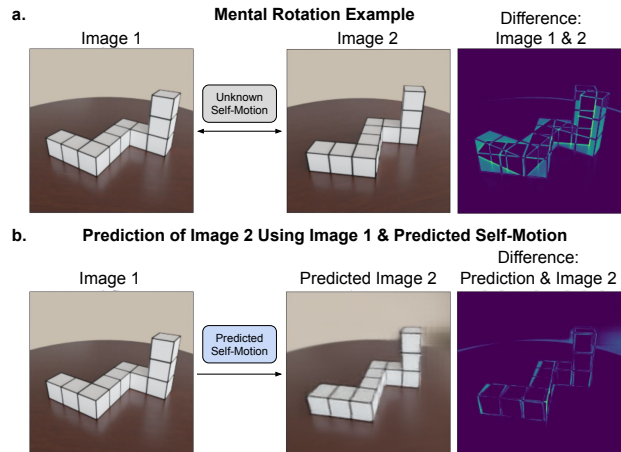 a. Mental Rotation Example
Difference:
Image 1 Image 2 Image 1 & 2
Unknown
Self-Motion
b. Prediction of Image 2 Using Image 1 & Predicted Self-Motion
Difference:
Image 1 Predicted Image 2 Prediction & Image 2
Predicted
Self-Motion